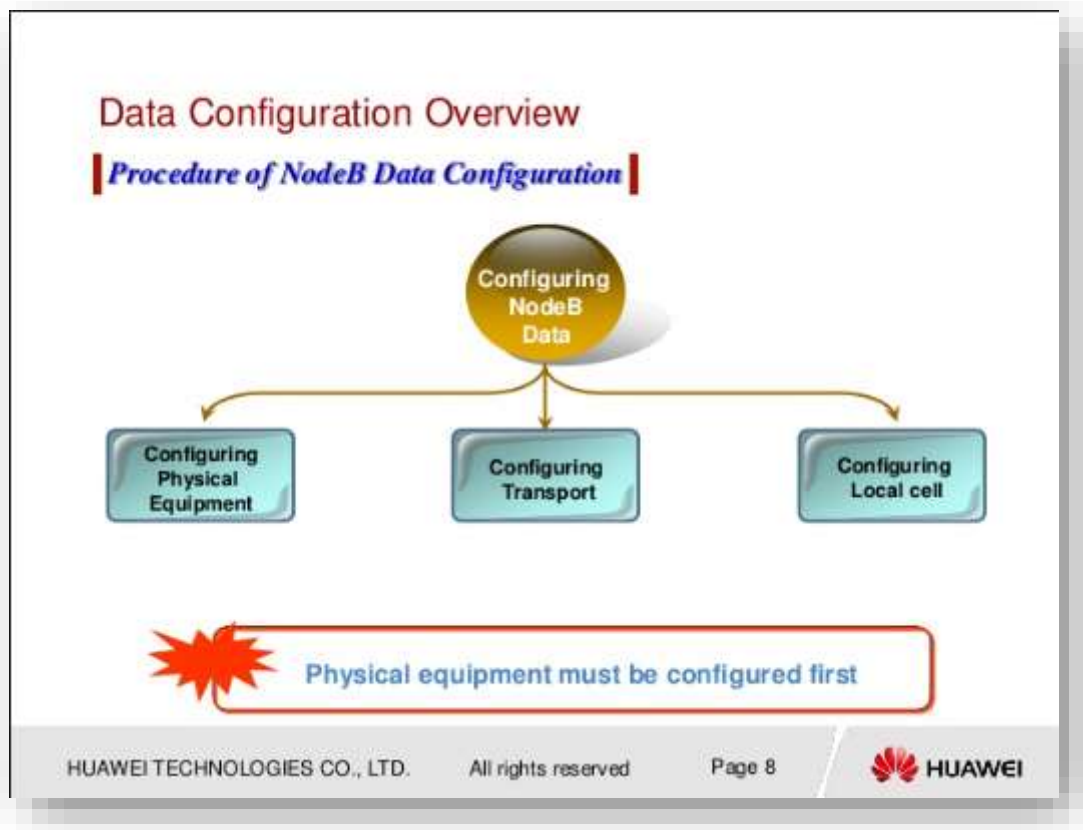 Data Configuration Overview
Procedure of NodeB Data Configuration
Configuring
NodeB
Data
Configuring
Physical
Equipment
Configuring
Transport
Configuring
Local cell
Physical equipment must be configured first
HUAWEI TECHNOLOGIES CO., LTD. All rights reserved Page 8 HUAWEI